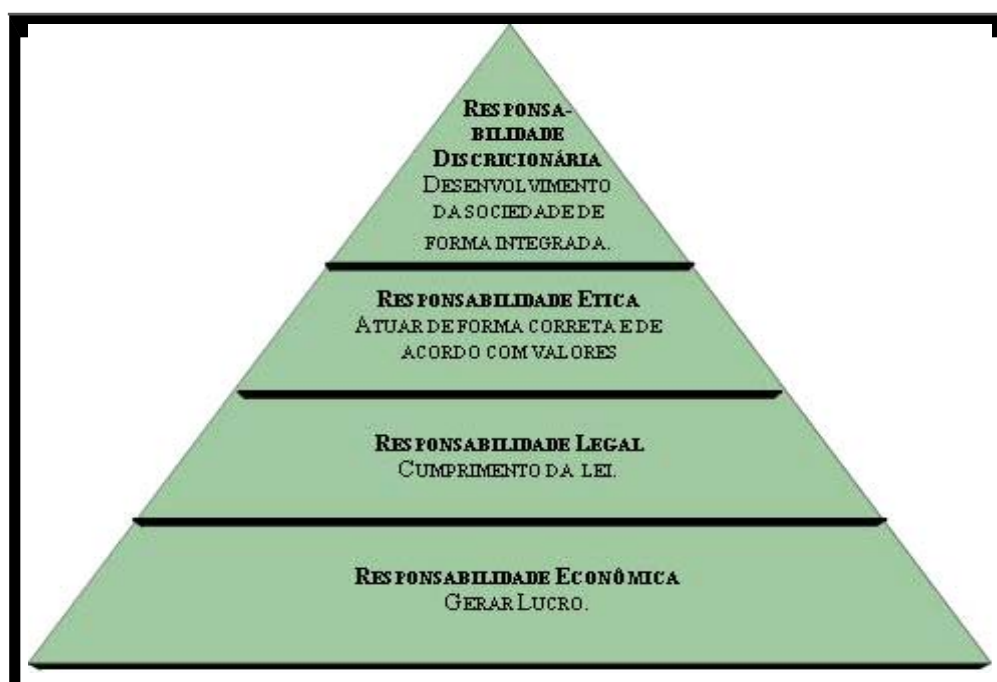 RESPONSA-
BILIDADE
DISCRICIONÁRIA
DESENVOLVIMENTO
DA SOCIEDADE DE
FORMA INTEGRADA.
RESPONSABILIDADE ETICA
ATUAR DE FORMA CORRETA E DE
ACORDO COM VALORES
RESPONSABILIDADE LEGAL
CUMPRIMENTO DA LEI.
RESPONSABILIDADE ECONÔMICA
GERAR LUCRO.